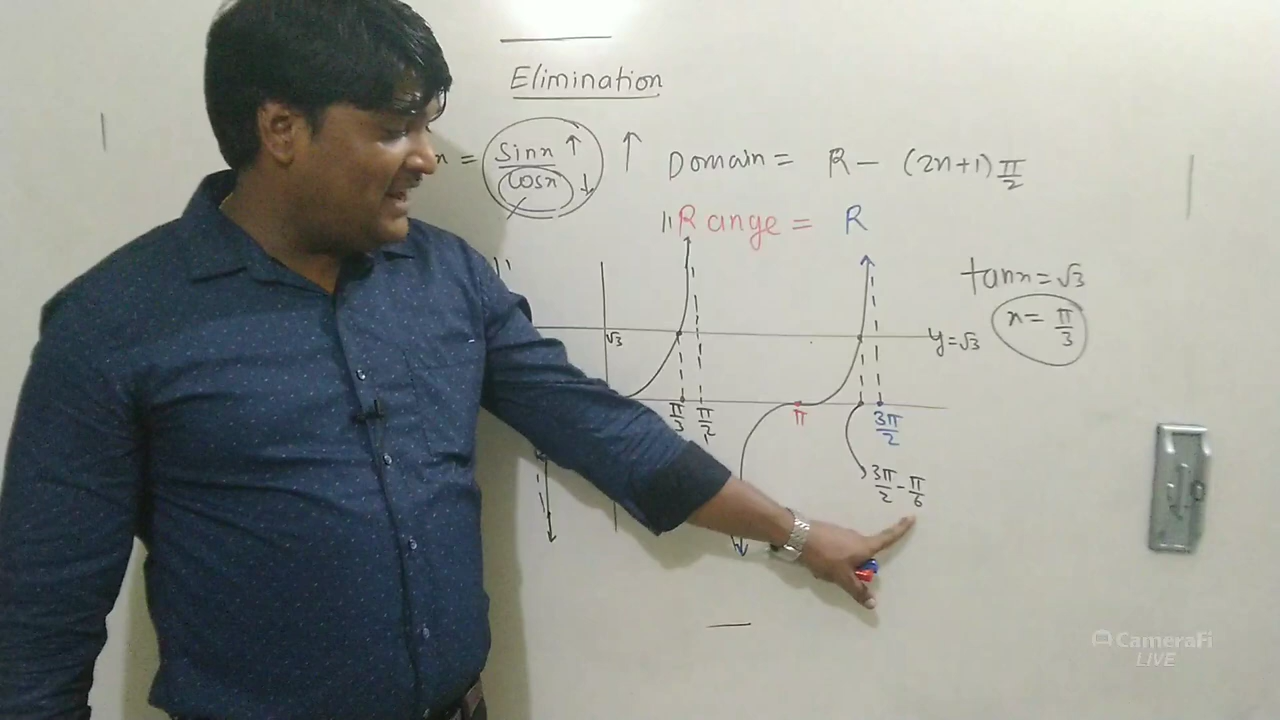 Elimination
x = sinx/cosx ↑ ↓ ↑ Domain = R - (2n+1) π/2
Range = R
tanx = √3
x = π/3
√3
y = √3
π/3 π/2 π 3π/2
3π/2 - π/6
CameraFi
LIVE